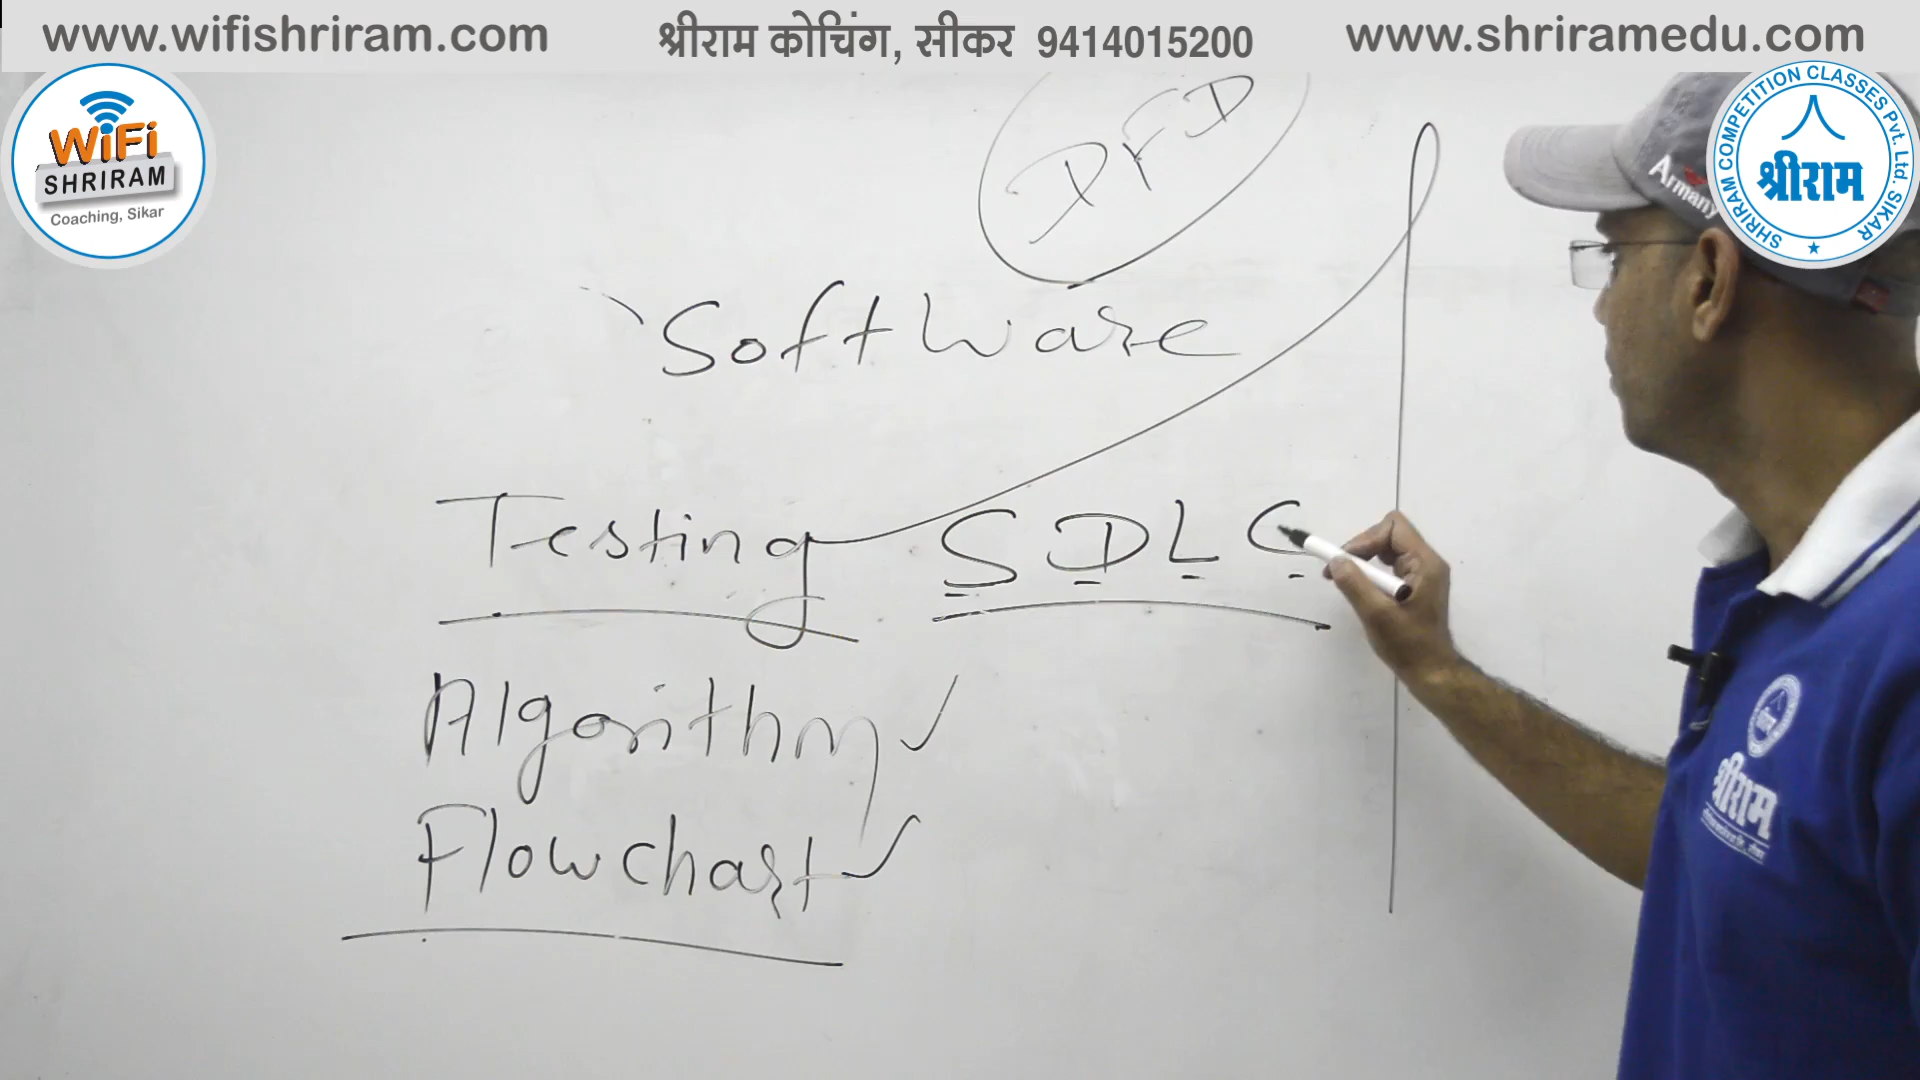 www.wifishriram.com श्रीराम कोचिंग, सीकर 9414015200 www.shriramedu.com
WiFi
SHRIRAM
Coaching, Sikar
SHRIRAM COMPETITION CLASSES Pvt. Ltd. SIKAR
श्रीराम
Armany
DFD
Software
Testing SDLC
Algorithm
Flowchart
श्रीराम